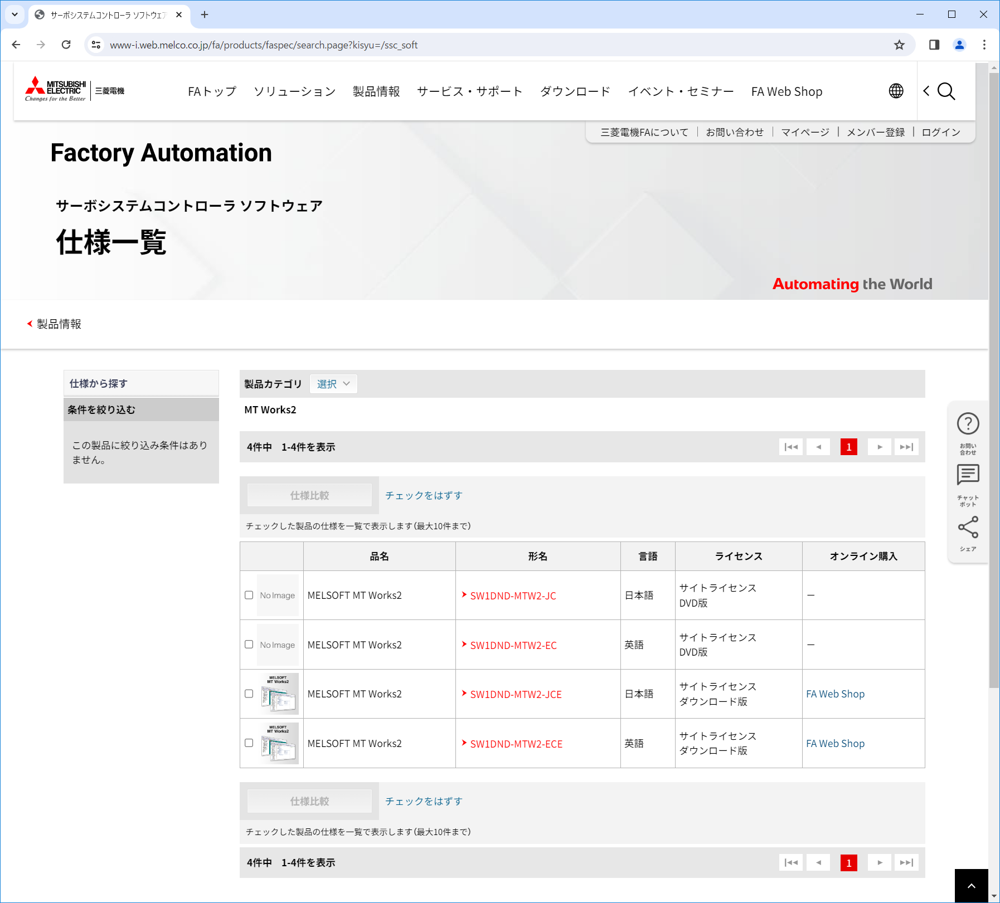 サーボシステムコントローラ ソフトウェア
www-i.web.melco.co.jp/fa/products/faspec/search.page?kisyu=/ssc_soft
MITSUBISHI ELECTRIC
Changes for the Better
三菱電機
FAトップ ソリューション 製品情報 サービス・サポート ダウンロード イベント・セミナー FA Web Shop
三菱電機FAについて お問い合わせ マイページ メンバー登録 ログイン
Factory Automation
サーボシステムコントローラ ソフトウェア
仕様一覧
Automating the World
製品情報
仕様から探す
条件を絞り込む
この製品に絞り込み条件はあり
ません。
製品カテゴリ 選択
MT Works2
4件中 1-4件を表示
1
仕様比較 チェックをはずす
チェックした製品の仕様を一覧で表示します(最大10件まで)
品名 形名 言語 ライセンス オンライン購入
No Image MELSOFT MT Works2 SW1DND-MTW2-JC 日本語 サイトライセンス DVD版 －
No Image MELSOFT MT Works2 SW1DND-MTW2-EC 英語 サイトライセンス DVD版 －
MELSOFT MT Works2 MELSOFT MT Works2 SW1DND-MTW2-JCE 日本語 サイトライセンス ダウンロード版 FA Web Shop
MELSOFT MT Works2 MELSOFT MT Works2 SW1DND-MTW2-ECE 英語 サイトライセンス ダウンロード版 FA Web Shop
仕様比較 チェックをはずす
チェックした製品の仕様を一覧で表示します(最大10件まで)
4件中 1-4件を表示
1
お問い
合わせ
チャット
ボット
シェア